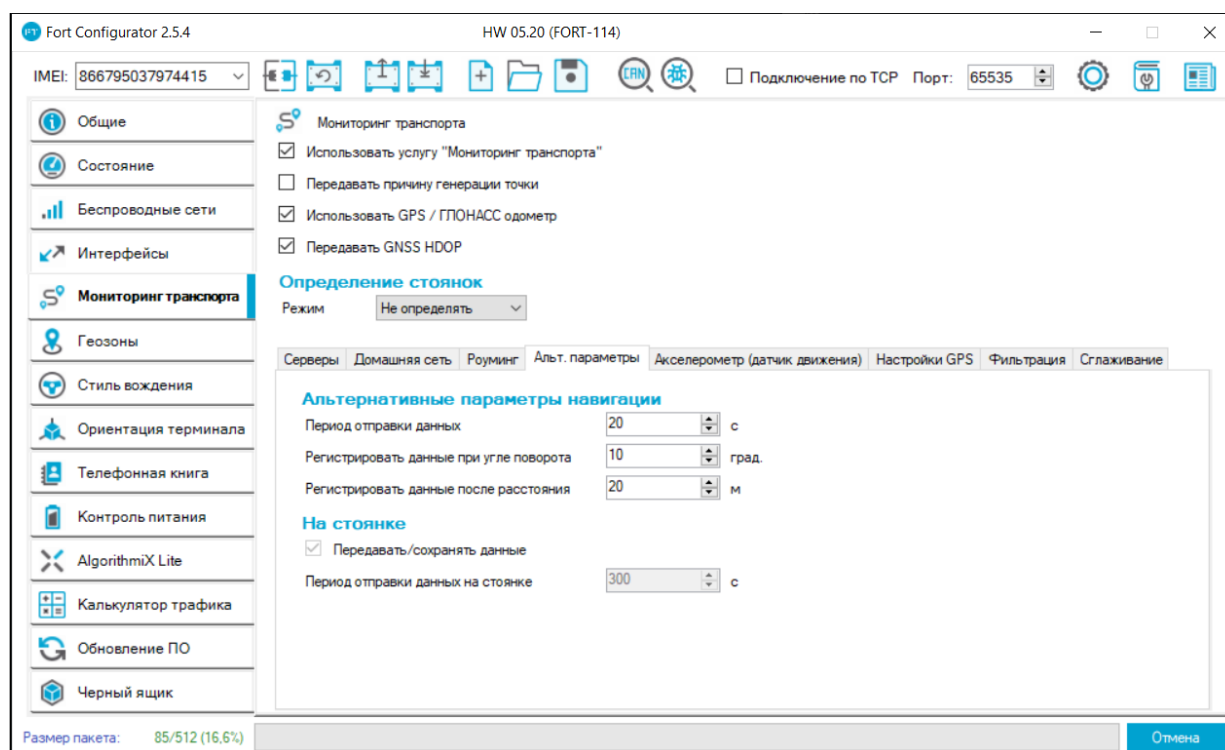 Fort Configurator 2.5.4 HW 05.20 (FORT-114)
IMEI: 866795037974415 CAN Подключение по TCP Порт: 65535
Общие
Состояние
Беспроводные сети
Интерфейсы
Мониторинг транспорта
Геозоны
Стиль вождения
Ориентация терминала
Телефонная книга
Контроль питания
AlgorithmiX Lite
Калькулятор трафика
Обновление ПО
Черный ящик
Мониторинг транспорта
Использовать услугу "Мониторинг транспорта"
Передавать причину генерации точки
Использовать GPS / ГЛОНАСС одометр
Передавать GNSS HDOP
Определение стоянок
Режим Не определять
Серверы Домашняя сеть Роуминг Альт. параметры Акселерометр (датчик движения) Настройки GPS Фильтрация Сглаживание
Альтернативные параметры навигации
Период отправки данных 20 с
Регистрировать данные при угле поворота 10 град.
Регистрировать данные после расстояния 20 м
На стоянке
Передавать/сохранять данные
Период отправки данных на стоянке 300 с
Размер пакета: 85/512 (16,6%) Отмена